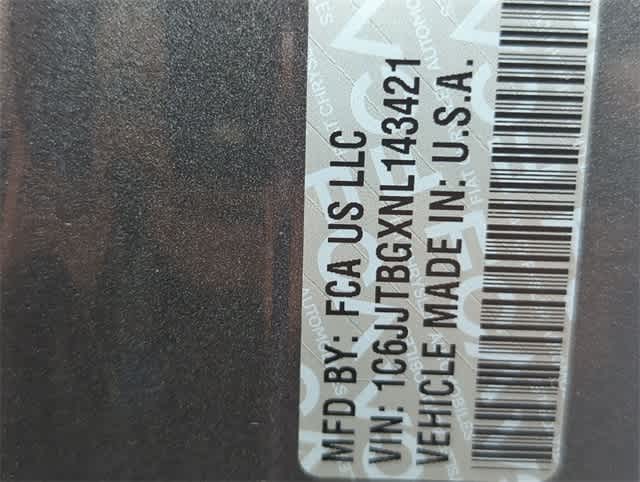 MFD BY: FCA US LLC
VIN: 1C6JJTBGXNL143421
VEHICLE MADE IN: U.S.A.